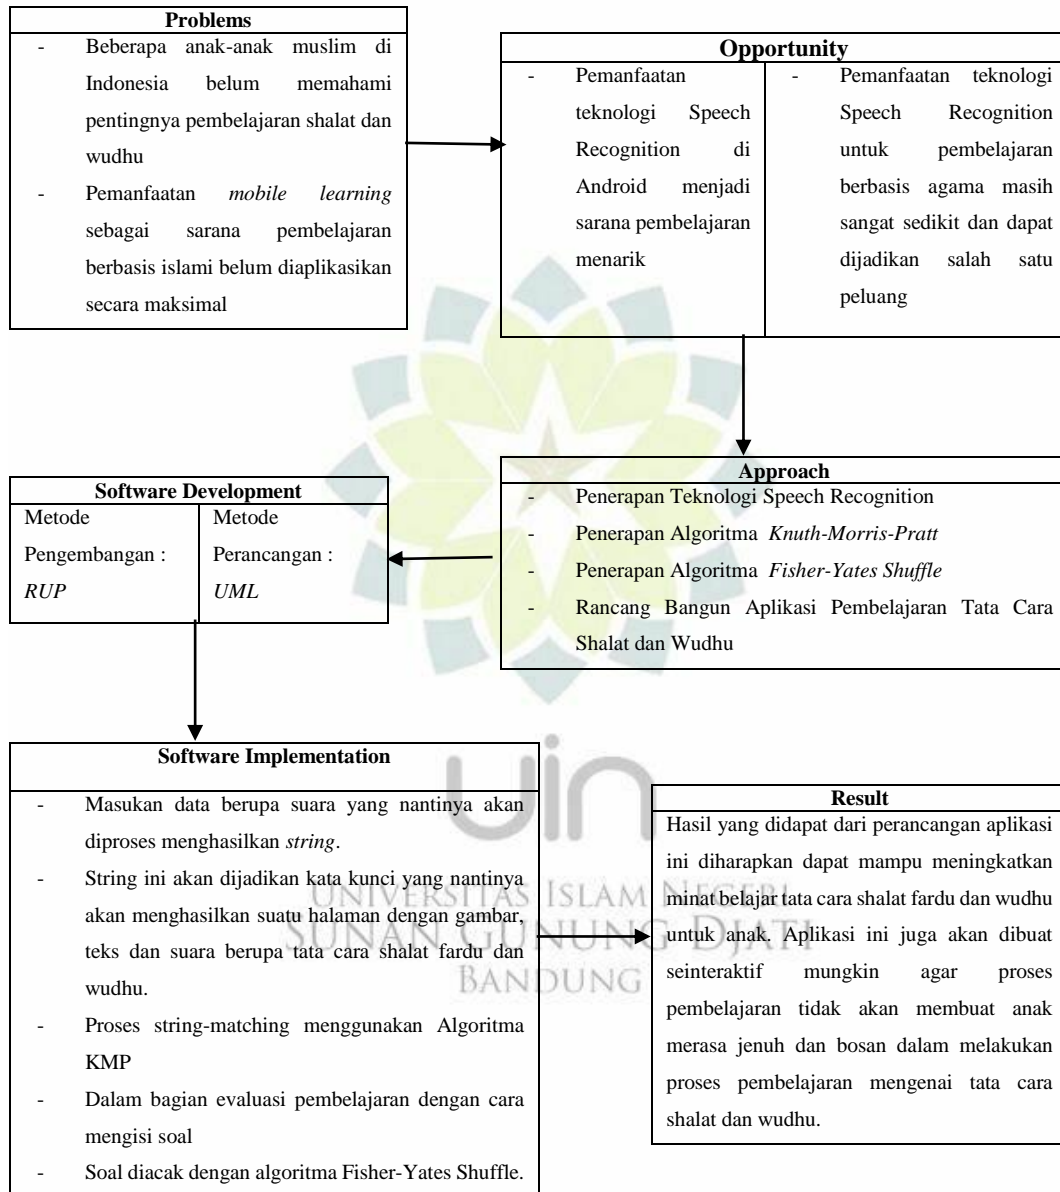 Problems
- Beberapa anak-anak muslim di
Indonesia belum memahami
pentingnya pembelajaran shalat dan
wudhu
- Pemanfaatan mobile learning
sebagai sarana pembelajaran
berbasis islami belum diaplikasikan
secara maksimal
Opportunity
- Pemanfaatan
teknologi Speech
Recognition di
Android menjadi
sarana pembelajaran
menarik
- Pemanfaatan teknologi
Speech Recognition
untuk pembelajaran
berbasis agama masih
sangat sedikit dan dapat
dijadikan salah satu
peluang
Approach
- Penerapan Teknologi Speech Recognition
- Penerapan Algoritma Knuth-Morris-Pratt
- Penerapan Algoritma Fisher-Yates Shuffle
- Rancang Bangun Aplikasi Pembelajaran Tata Cara
Shalat dan Wudhu
Software Development
Metode
Pengembangan :
RUP
Metode
Perancangan :
UML
Software Implementation
- Masukan data berupa suara yang nantinya akan
diproses menghasilkan string.
- String ini akan dijadikan kata kunci yang nantinya
akan menghasilkan suatu halaman dengan gambar,
teks dan suara berupa tata cara shalat fardu dan
wudhu.
- Proses string-matching menggunakan Algoritma
KMP
- Dalam bagian evaluasi pembelajaran dengan cara
mengisi soal
- Soal diacak dengan algoritma Fisher-Yates Shuffle.
Result
Hasil yang didapat dari perancangan aplikasi
ini diharapkan dapat mampu meningkatkan
minat belajar tata cara shalat fardu dan wudhu
untuk anak. Aplikasi ini juga akan dibuat
seinteraktif mungkin agar proses
pembelajaran tidak akan membuat anak
merasa jenuh dan bosan dalam melakukan
proses pembelajaran mengenai tata cara
shalat dan wudhu.
uin
UNIVERSITAS ISLAM NEGERI
SUNAN GUNUNG DJATI
BANDUNG